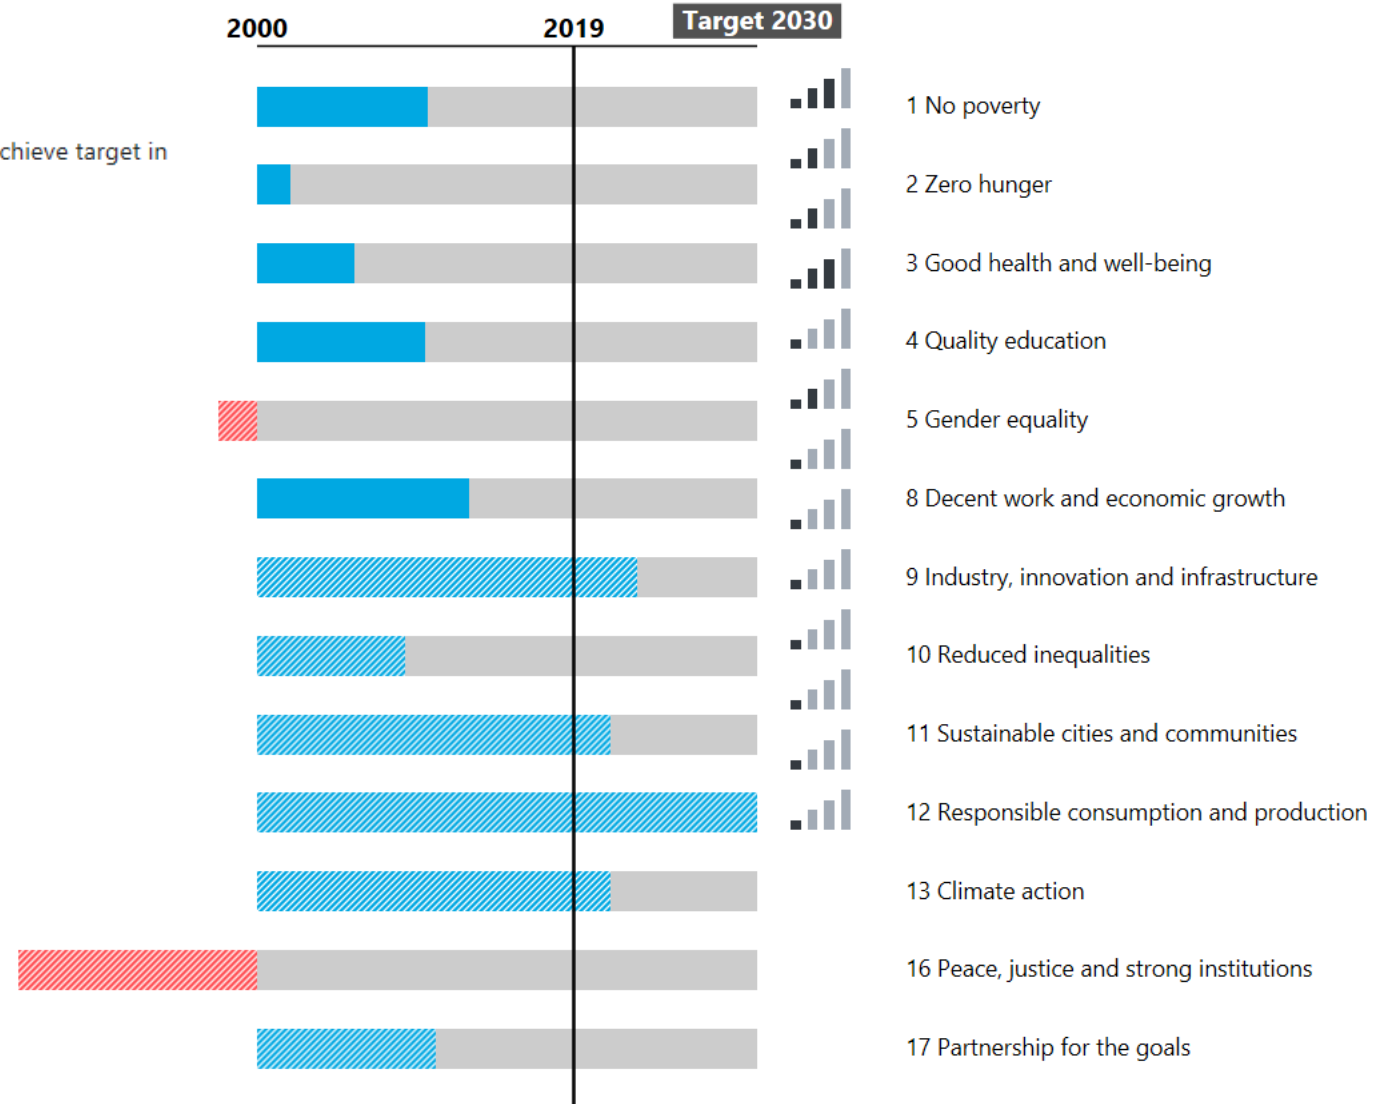 2000 2019 Target 2030
1 No poverty
chieve target in
2 Zero hunger
3 Good health and well-being
4 Quality education
5 Gender equality
8 Decent work and economic growth
9 Industry, innovation and infrastructure
10 Reduced inequalities
11 Sustainable cities and communities
12 Responsible consumption and production
13 Climate action
16 Peace, justice and strong institutions
17 Partnership for the goals